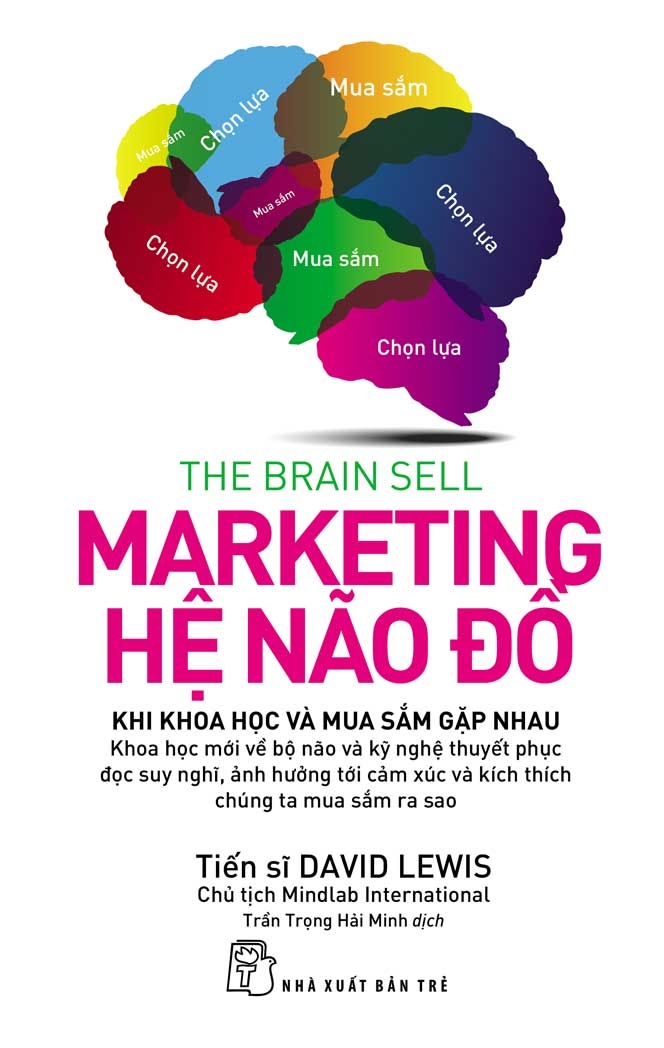 Mua sắm
Chọn lựa
Mua sắm
Mua sắm
Chọn lựa
Chọn lựa
Mua sắm
Chọn lựa
THE BRAIN SELL
MARKETING
HỆ NÃO ĐỒ
KHI KHOA HỌC VÀ MUA SẮM GẶP NHAU
Khoa học mới về bộ não và kỹ nghệ thuyết phục
đọc suy nghĩ, ảnh hưởng tới cảm xúc và kích thích
chúng ta mua sắm ra sao
Tiến sĩ DAVID LEWIS
Chủ tịch Mindlab International
Trần Trọng Hải Minh dịch
T
NHÀ XUẤT BẢN TRẺ